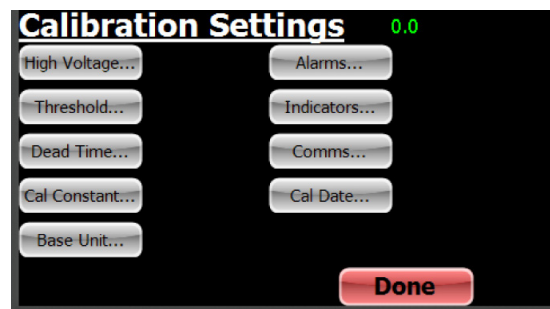 Calibration Settings 0.0
High Voltage... Alarms...
Threshold... Indicators...
Dead Time... Comms...
Cal Constant... Cal Date...
Base Unit...
Done